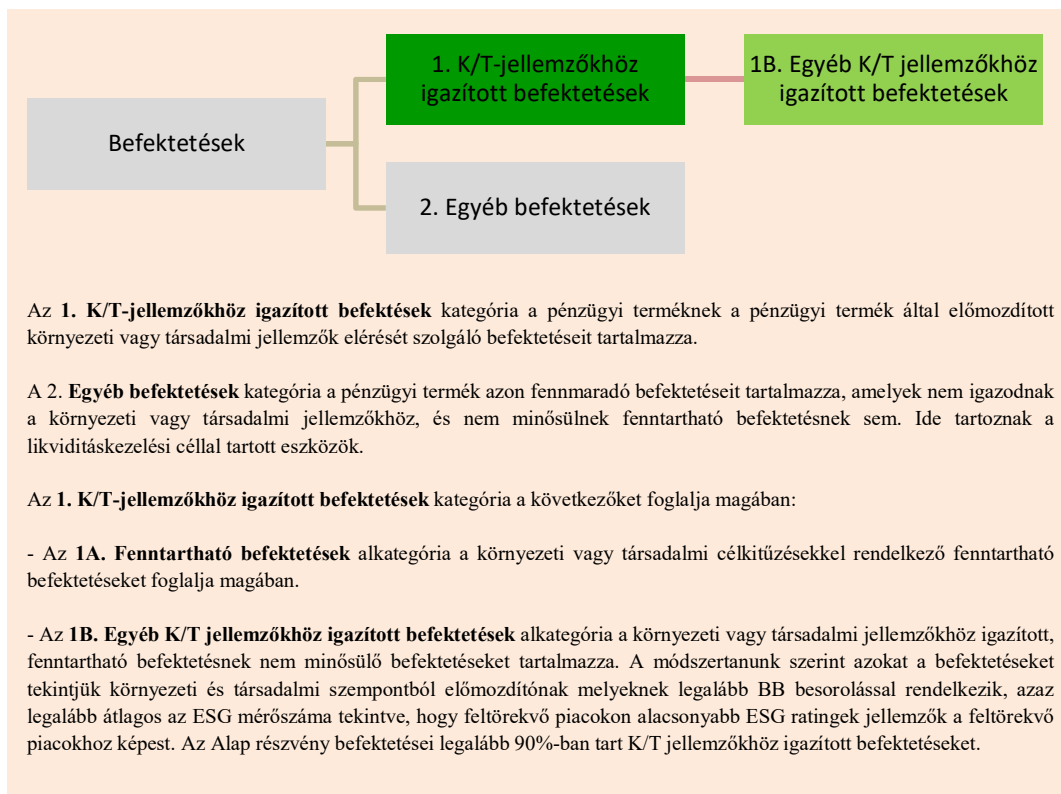 1. K/T-jellemzőkhöz
igazított befektetések
1B. Egyéb K/T jellemzőkhöz
igazított befektetések
Befektetések
2. Egyéb befektetések
Az 1. K/T-jellemzőkhöz igazított befektések kategória a pénzügyi terméknek a pénzügyi termék által előmozdított
környezeti vagy társadalmi jellemzők elérését szolgáló befektetéseit tartalmazza.
A 2. Egyéb befektetések kategória a pénzügyi termék azon fennmaradó befektetéseit tartalmazza, amelyek nem igazodnak
a környezeti vagy társadalmi jellemzőkhöz, és nem minősülnek fenntartható befektetésnek sem. Ide tartoznak a
likviditáskezelési céllal tartott eszközök.
Az 1. K/T-jellemzőkhöz igazított befektetések kategória a következőket foglalja magában:
- Az 1A. Fenntartható befektetések alkategória a környezeti vagy társadalmi célkitűzésekkel rendelkező fenntartható
befektetéseket foglalja magában.
- Az 1B. Egyéb K/T jellemzőkhöz igazított befektetések alkategória a környezeti vagy társadalmi jellemzőkhöz igazított,
fenntartható befektetésnek nem minősülő befektetéseket tartalmazza. A módszertanunk szerint azokat a befektetéseket
tekintjük környezeti és társadalmi szempontból előmozdítónak melyeknek legalább BB besorolással rendelkezik, azaz
legalább átlagos az ESG mérőszáma tekintve, hogy feltörekvő piacokon alacsonyabb ESG ratingek jellemzők a feltörekvő
piacokhoz képest. Az Alap részvény befektetései legalább 90%-ban tart K/T jellemzőkhöz igazított befektetéseket.